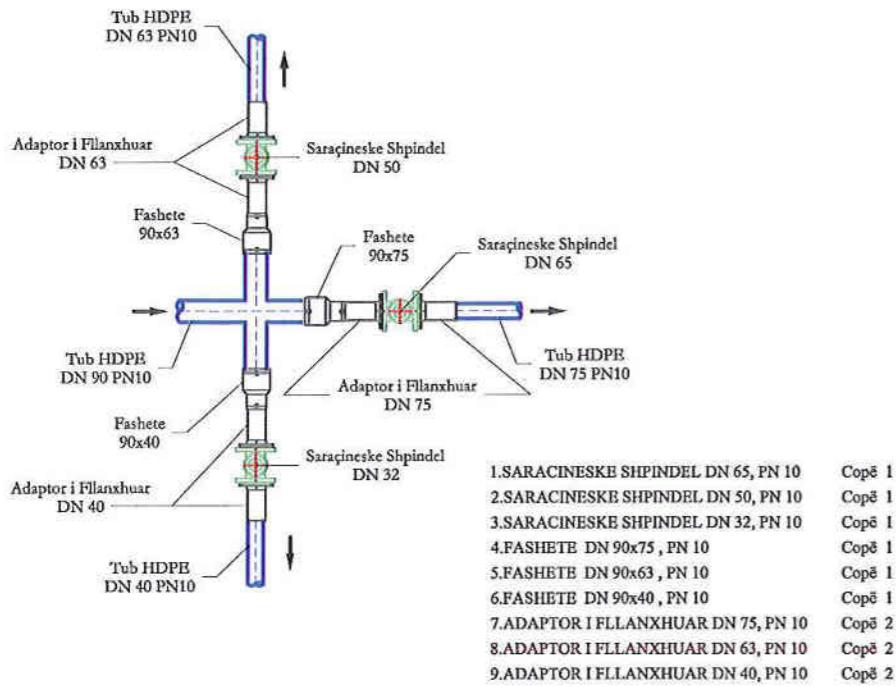 Tub HDPE
DN 63 PN10
Adaptor i Fllanxhuar
DN 63
Saraçineske Shpindel
DN 50
Fashete
90x63
Fashete
90x75
Saraçineske Shpindel
DN 65
Tub HDPE
DN 90 PN10
Tub HDPE
DN 75 PN10
Adaptor i Fllanxhuar
DN 75
Fashete
90x40
Saraçineske Shpindel
DN 32
Adaptor i Fllanxhuar
DN 40
Tub HDPE
DN 40 PN10
1.SARACINESKE SHPINDEL DN 65, PN 10 Copë 1
2.SARACINESKE SHPINDEL DN 50, PN 10 Copë 1
3.SARACINESKE SHPINDEL DN 32, PN 10 Copë 1
4.FASHETE DN 90x75 , PN 10 Copë 1
5.FASHETE DN 90x63 , PN 10 Copë 1
6.FASHETE DN 90x40 , PN 10 Copë 1
7.ADAPTOR I FLLANXHUAR DN 75, PN 10 Copë 2
8.ADAPTOR I FLLANXHUAR DN 63, PN 10 Copë 2
9.ADAPTOR I FLLANXHUAR DN 40, PN 10 Copë 2